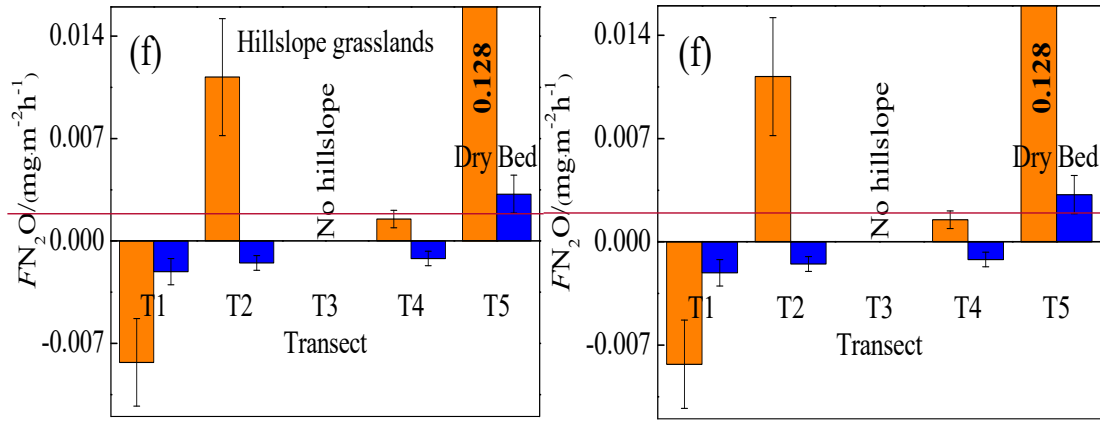 0.014
0.007
0.000
-0.007
FN₂O/(mg·m⁻²h⁻¹)
(f)
Hillslope grasslands
No hillslope
0.128
Dry Bed
T1 T2 T3 T4 T5
Transect
0.014
0.007
0.000
-0.007
FN₂O/(mg·m⁻²h⁻¹)
(f)
No hillslope
0.128
Dry Bed
T1 T2 T3 T4 T5
Transect